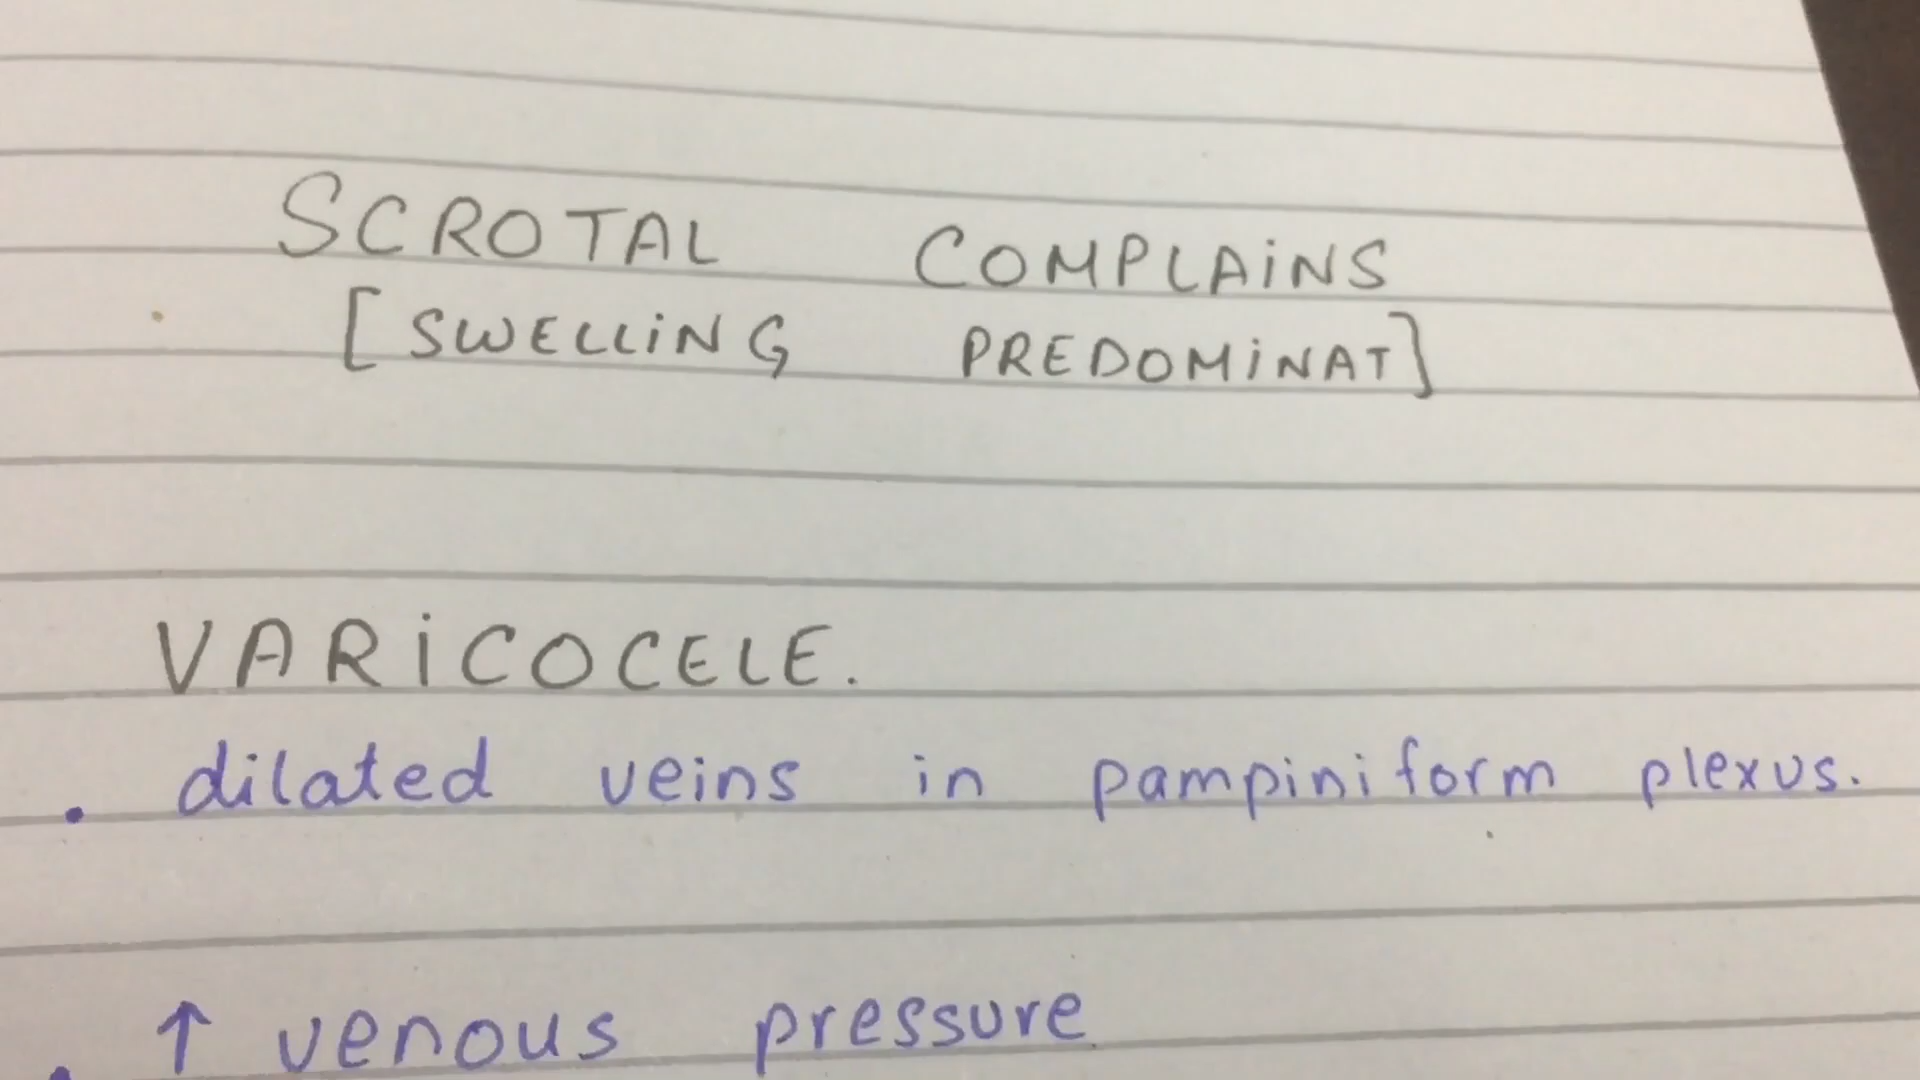 SCROTAL COMPLAINS
[SWELLING PREDOMINAT]
VARICOCELE.
• dilated veins in pampiniform plexus.
• ↑ venous pressure